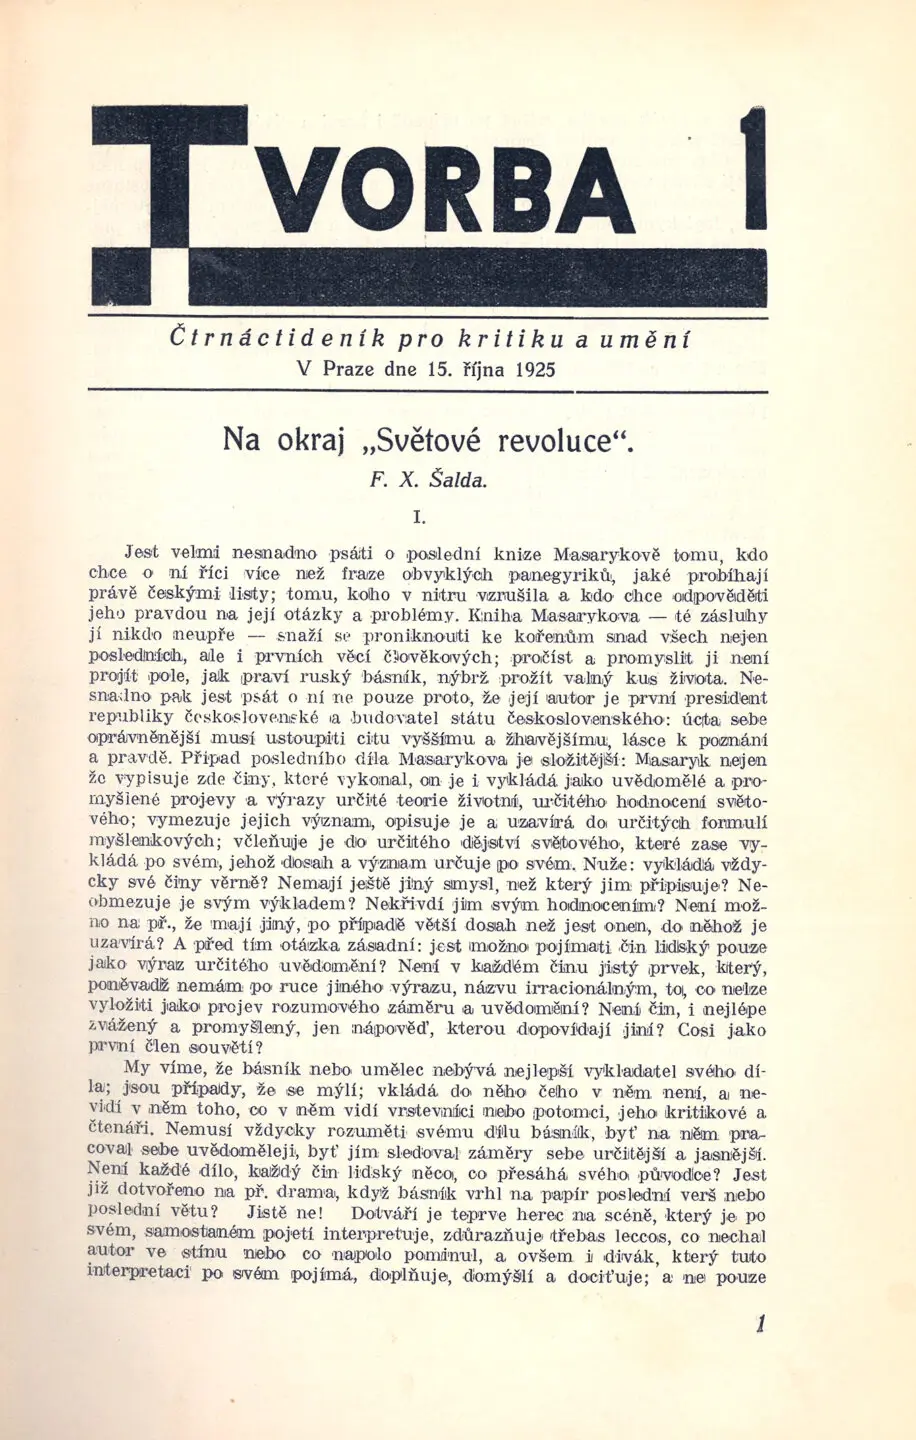 TVORBA 1
Čtrnáctideník pro kritiku a umění
V Praze dne 15. října 1925
Na okraj „Světové revoluce“.
F. X. Šalda.
I.
Jest velmi nesnadno psáti o poslední knize Masarykově tomu, kdo
chce o ní říci více než fraze obvyklých panegyriků, jaké probíhají
právě českými listy; tomu, koho v nitru vzrušila a kdo chce odpověděti
jeho pravdou na její otázky a problémy. Kniha Masarykova — té zásluhy
jí nikdo neupře — snaží se proniknouti ke kořenům snad všech nejen
posledních, ale i prvních věcí člověkových; pročíst a promyslit ji není
projít pole, jak praví ruský básník, nýbrž prožít valný kus života. Ne-
snadno pak jest psát o ní ne pouze proto, že její autor je první president
republiky československé a budovatel státu československého: úcta sebe
oprávněnější musí ustoupiti citu vyššímu a žhavějšímu, lásce k poznání
a pravdě. Případ posledního díla Masarykova je složitější: Masaryk nejen
že vypisuje zde činy, které vykonal, on je i vykládá jako uvědomělé a pro-
myšlené projevy a výrazy určité teorie životní, určitého hodnocení světo-
vého; vymezuje jejich význam, opisuje je a uzavírá do určitých formulí
myšlenkových; včleňuje je do určitého dějství světového, které zase vy-
kládá po svém, jehož dosah a význam určuje po svém. Nuže: vykládá vždy-
cky své činy věrně? Nemají ještě jiný smysl, než který jim připisuje? Ne-
obmezuje je svým výkladem? Nekřivdí jim svým hodnocením? Není mož-
no na př., že mají jiný, po případě větší dosah než jest onen, do něhož je
uzavírá? A před tím otázka zásadní: jest možno pojímati čin lidský pouze
jako výraz určitého uvědomění? Není v každém činu jistý prvek, který,
poněvadž nemám po ruce jiného výrazu, názvu irracionálným, to, co nelze
vyložiti jako projev rozumového záměru a uvědomění? Není čin, i nejlépe
zvážený a promyšlený, jen nápověď, kterou dopovídají jiní? Cosi jako
první člen souvětí?
My víme, že básník nebo umělec nebývá nejlepší vykladatel svého dí-
la; jsou případy, že se mýlí; vkládá do něho čeho v něm není, a ne-
vidí v něm toho, co v něm vidí vrstevníci nebo potomci, jeho kritikové a
čtenáři. Nemusí vždycky rozuměti svému dílu básník, byť na něm pra-
coval sebe uvědoměleji, byť jím sledoval záměry sebe určitější a jasnější.
Není každé dílo, každý čin lidský něco, co přesahá svého původce? Jest
již dotvořeno na př. drama, když básník vrhl na papír poslední verš nebo
poslední větu? Jistě ne! Dotváří je teprve herec na scéně, který je po
svém, samostaném pojetí interpretuje, zdůrazňuje třebas leccos, co nechal
autor ve stínu nebo co napolo pominul, a ovšem i divák, který tuto
interpretaci po svém pojímá, doplňuje, domýšlí a dociťuje; a ne pouze
1